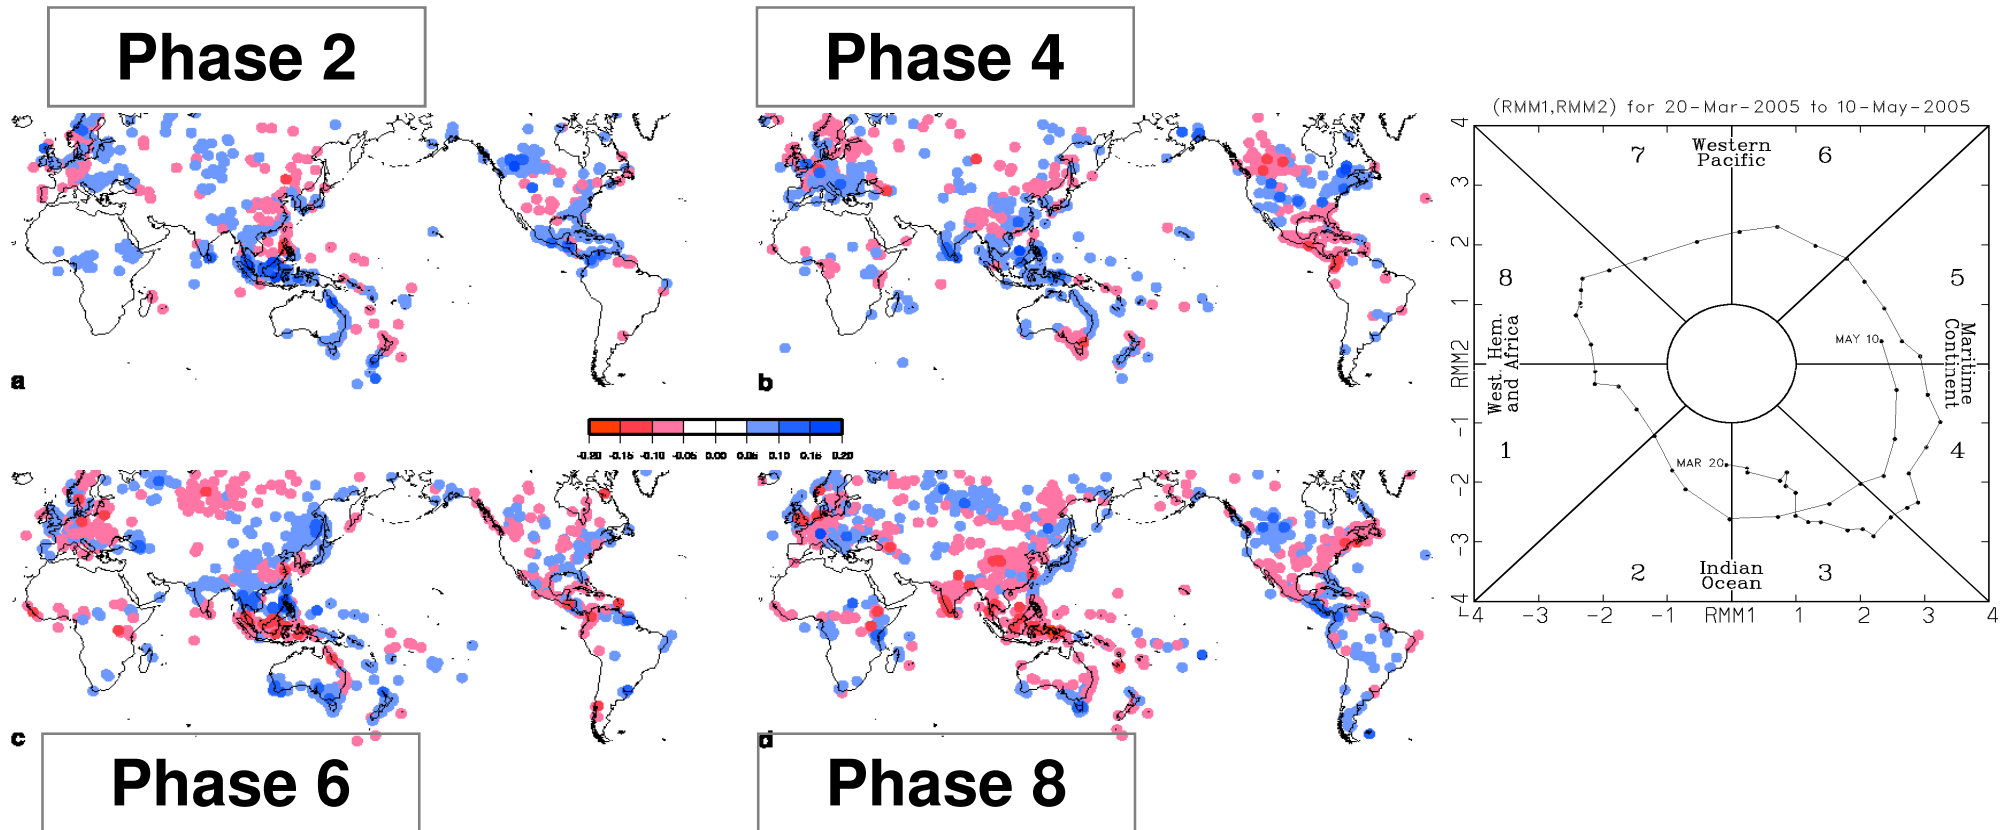 Phase 2
Phase 4
a
b
-0.20 -0.15 -0.10 -0.05 0.00 0.05 0.10 0.15 0.20
c
d
Phase 6
Phase 8
(RMM1,RMM2) for 20-Mar-2005 to 10-May-2005
4
3
2
1
-1
-2
-3
-4
RMM2
7
Western
Pacific
6
8
5
West. Hem.
and Africa
Maritime
Continent
MAY 10
1
MAR 20
4
2
Indian
Ocean
3
-4 -3 -2 -1 RMM1 1 2 3 4